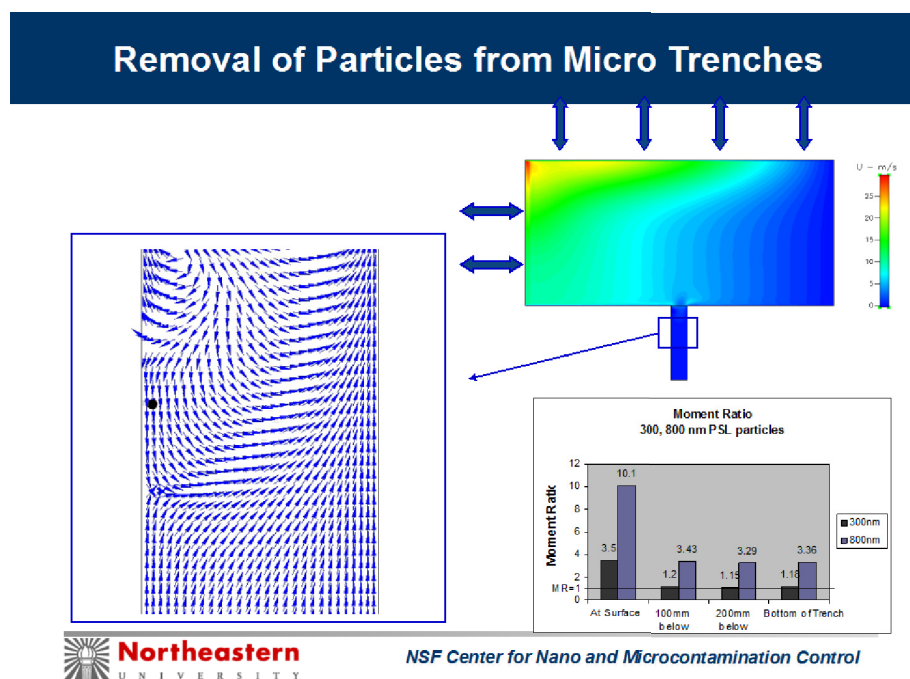 Removal of Particles from Micro Trenches
U - m/s
25
20
15
10
5
0
Moment Ratio
300, 800 nm PSL particles
Moment Ratio
12
10
8
6
4
2
MR=1
0
3.5
10.1
1.2
3.43
1.15
3.29
1.18
3.36
300nm
800nm
At Surface
100mm below
200mm below
Bottom of Trench
Northeastern
UNIVERSITY
NSF Center for Nano and Microcontamination Control